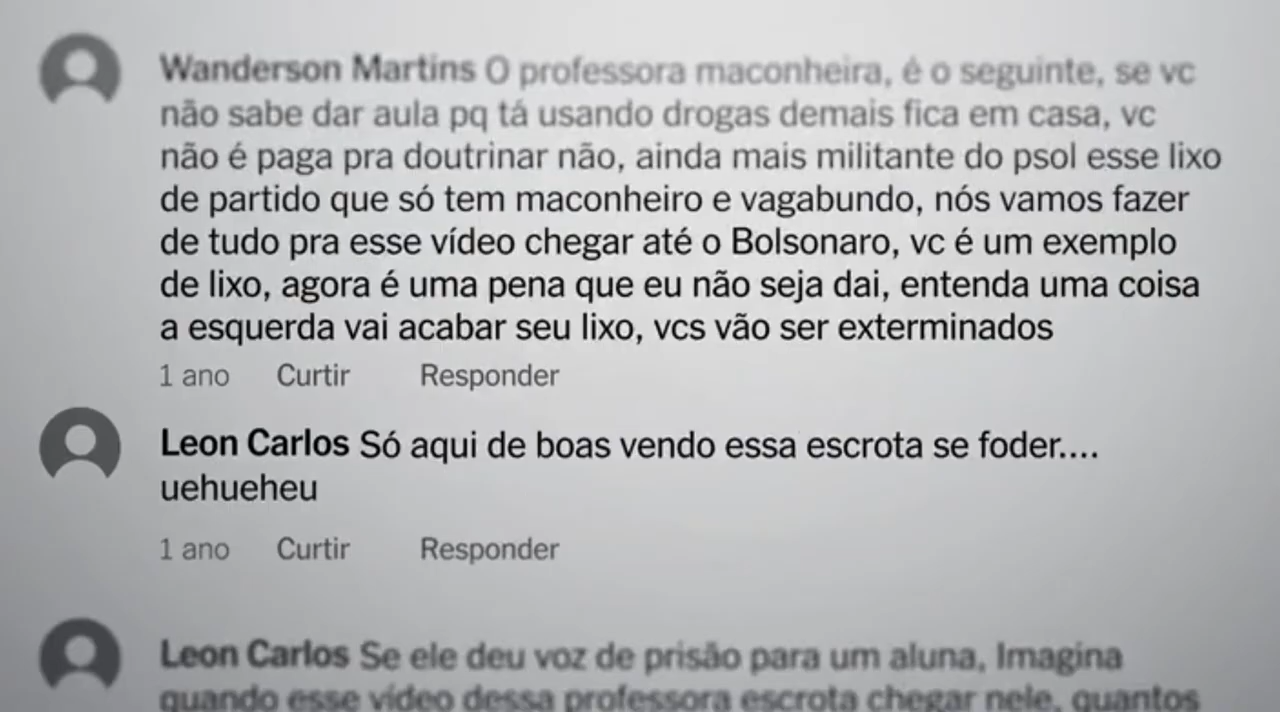 Wanderson Martins O professora maconheira, é o seguinte, se vc
não sabe dar aula pq tá usando drogas demais fica em casa, vc
não é paga pra doutrinar não, ainda mais militante do psol esse lixo
de partido que só tem maconheiro e vagabundo, nós vamos fazer
de tudo pra esse vídeo chegar até o Bolsonaro, vc é um exemplo
de lixo, agora é uma pena que eu não seja dai, entenda uma coisa
a esquerda vai acabar seu lixo, vcs vão ser exterminados
1 ano Curtir Responder
Leon Carlos Só aqui de boas vendo essa escrota se foder....
uehueheu
1 ano Curtir Responder
Leon Carlos Se ele deu voz de prisão para um aluna, Imagina
quando esse vídeo dessa professora escrota chegar nele, quantos